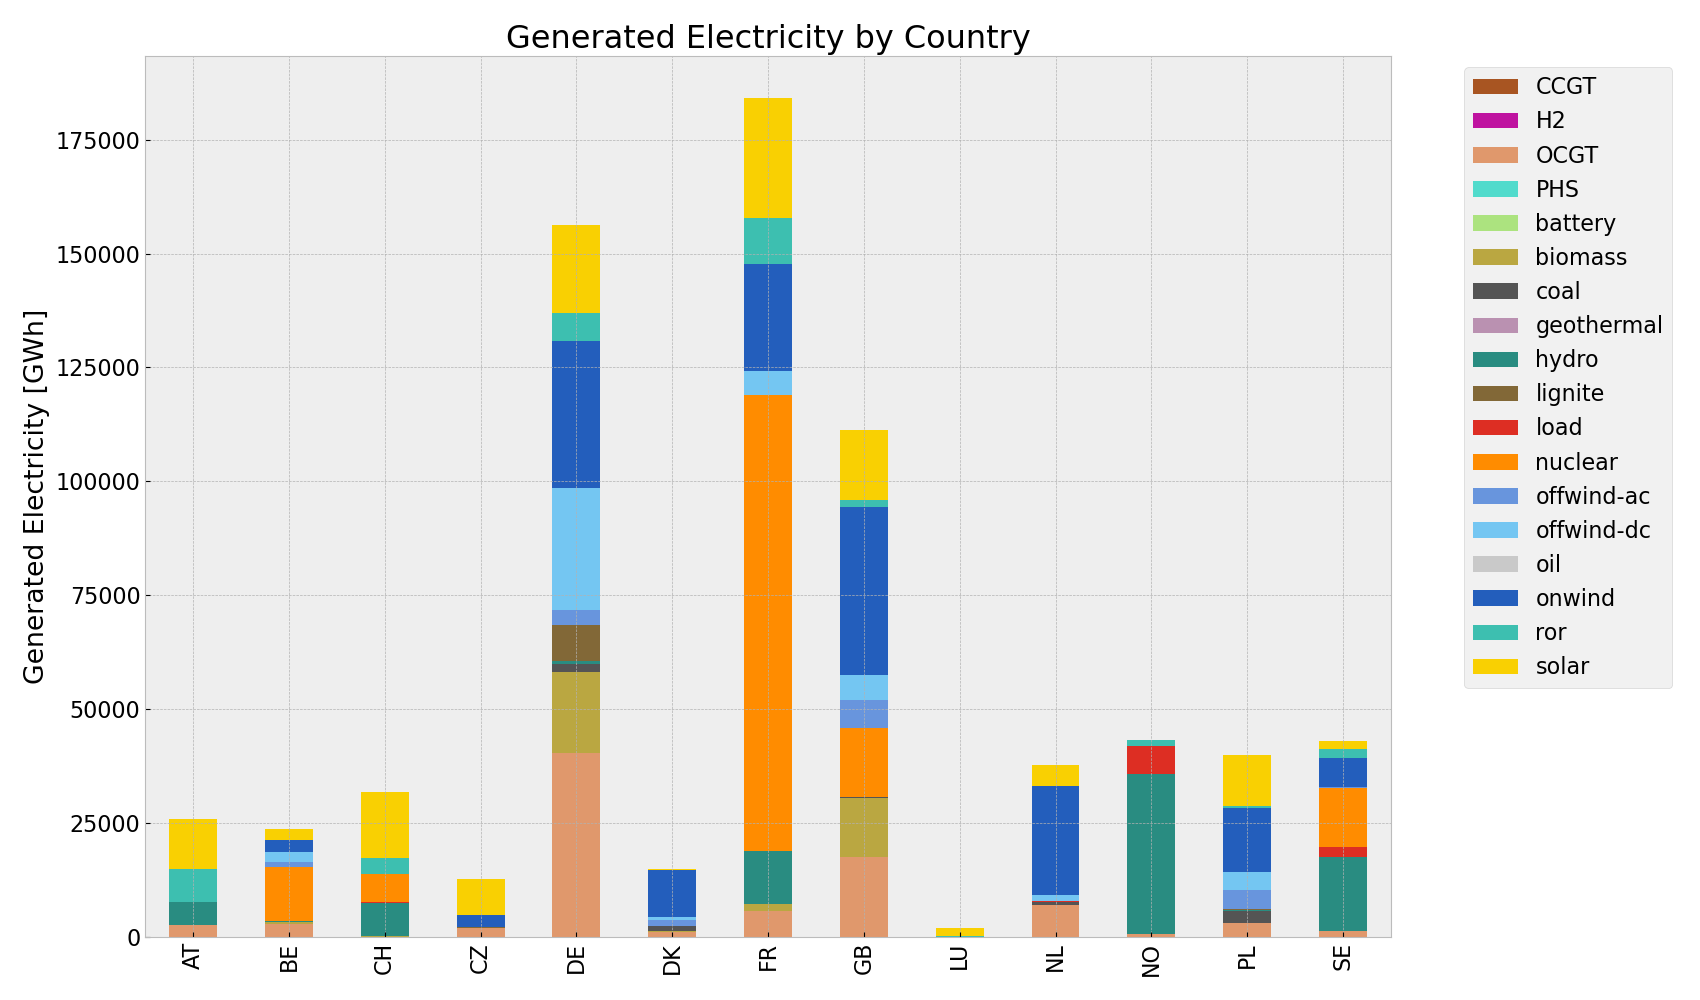 Generated Electricity by Country
Generated Electricity [GWh]
175000
150000
125000
100000
75000
50000
25000
0
AT
BE
CH
CZ
DE
DK
FR
GB
LU
NL
NO
PL
SE
CCGT
H2
OCGT
PHS
battery
biomass
coal
geothermal
hydro
lignite
load
nuclear
offwind-ac
offwind-dc
oil
onwind
ror
solar